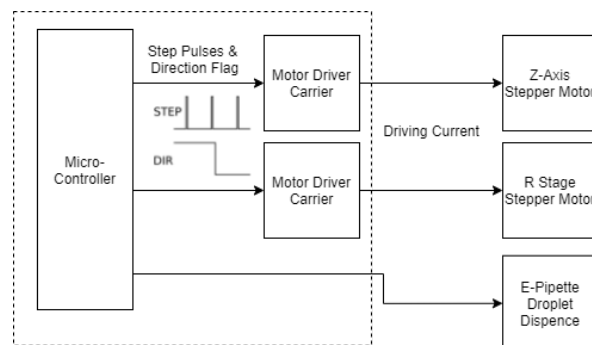 Step Pulses &
Direction Flag
Motor Driver
Carrier
Z-Axis
Stepper Motor
STEP
DIR
Driving Current
Micro-
Controller
Motor Driver
Carrier
R Stage
Stepper Motor
E-Pipette
Droplet
Dispence